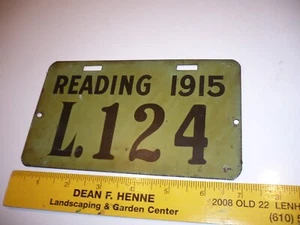 READING 1915
L.124
DEAN F. HENNE
Landscaping & Garden Center
2008 OLD 22 LENH
(610) 5